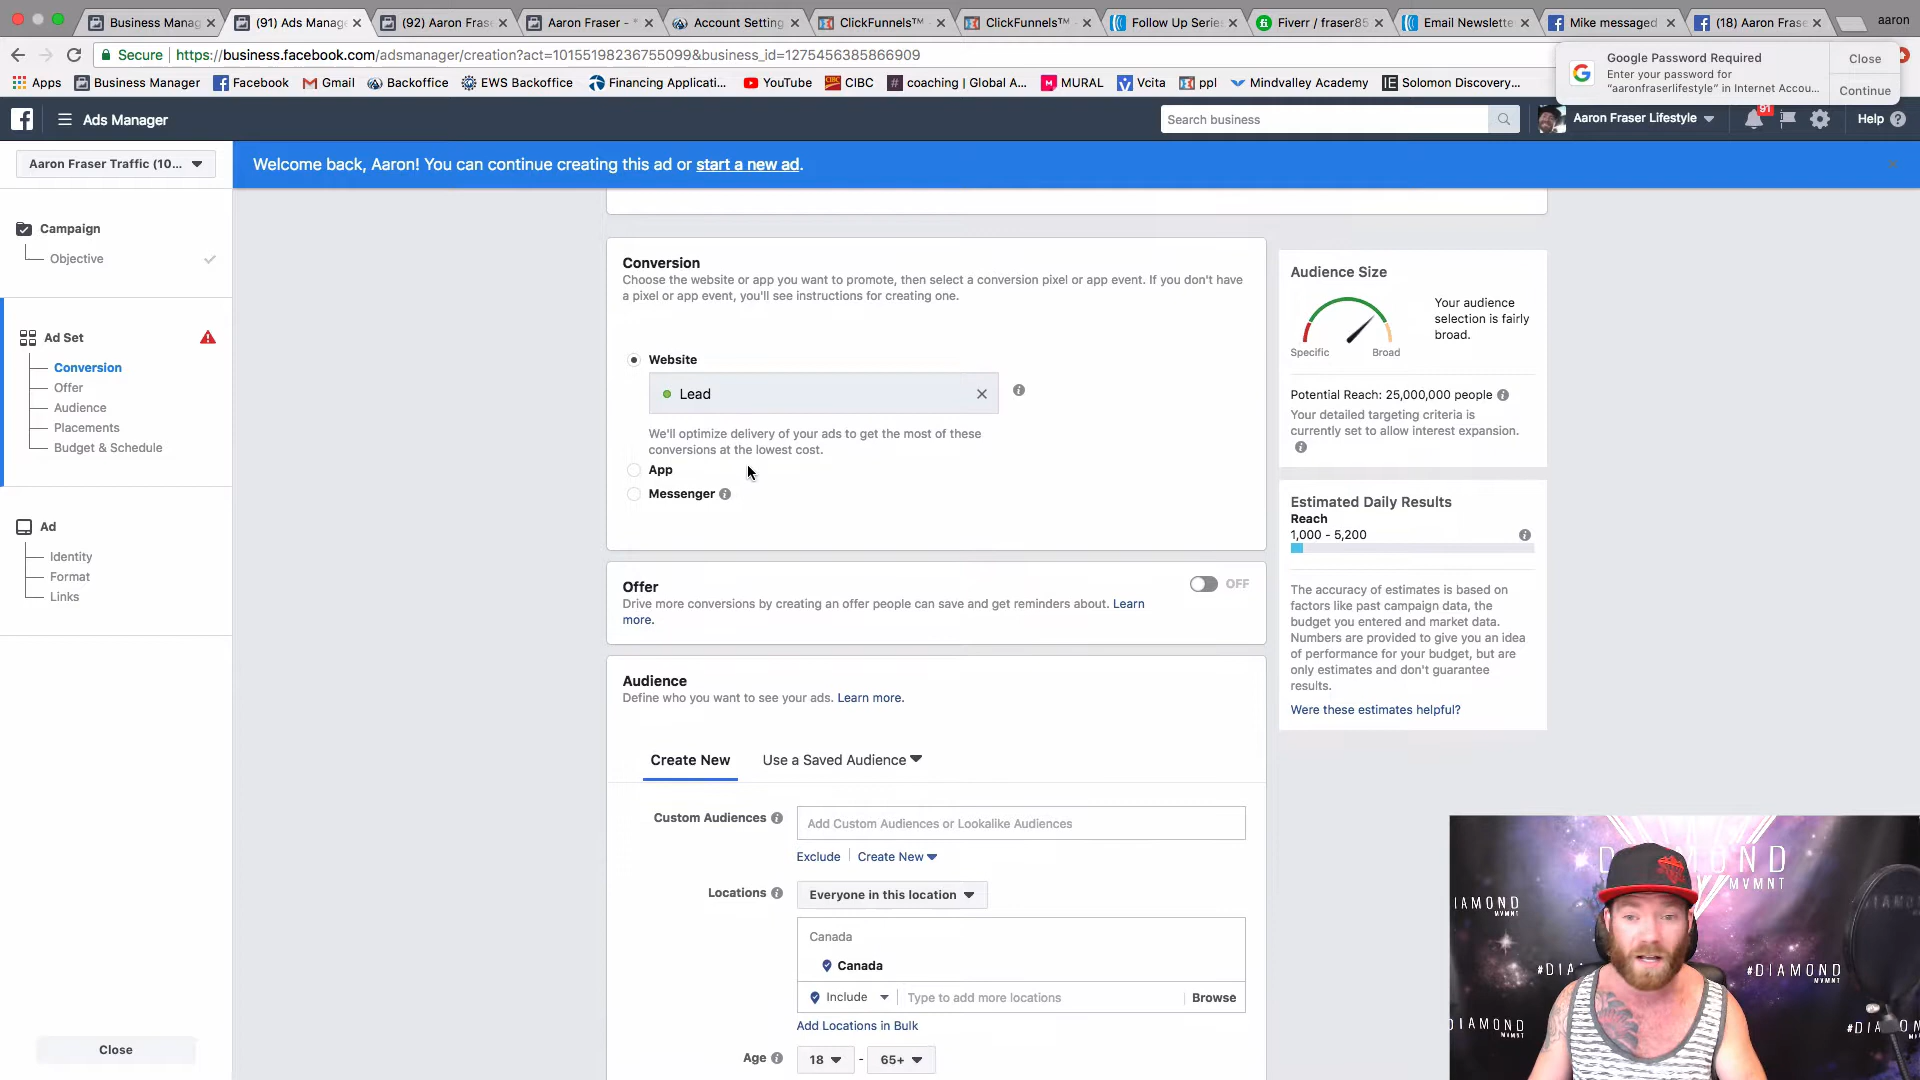 Business Manag
(91) Ads Manage
(92) Aaron Frase
Aaron Fraser - *
Account Setting
ClickFunnels™ -
ClickFunnels™ -
Follow Up Series
Fiverr / fraser85
Email Newslette
Mike messaged
(18) Aaron Frase
aaron
Secure
https://business.facebook.com/adsmanager/creation?act=10155198236755099&business_id=1275456385866909
Apps
Business Manager
Facebook
Gmail
Backoffice
EWS Backoffice
Financing Applicati...
YouTube
CIBC
coaching | Global A...
MURAL
Vcita
ppl
Mindvalley Academy
Solomon Discovery...
Google Password Required
Enter your password for
"aaronfraserlifestyle" in Internet Accou...
Close
Continue
Ads Manager
Search business
Aaron Fraser Lifestyle
91
Help
Aaron Fraser Traffic (10...
Welcome back, Aaron! You can continue creating this ad or start a new ad.
Campaign
Objective
Ad Set
Conversion
Offer
Audience
Placements
Budget & Schedule
Ad
Identity
Format
Links
Close
Conversion
Choose the website or app you want to promote, then select a conversion pixel or app event. If you don't have
a pixel or app event, you'll see instructions for creating one.
Website
Lead
We'll optimize delivery of your ads to get the most of these
conversions at the lowest cost.
App
Messenger
Offer
OFF
Drive more conversions by creating an offer people can save and get reminders about. Learn
more.
Audience
Define who you want to see your ads. Learn more.
Create New
Use a Saved Audience
Custom Audiences
Add Custom Audiences or Lookalike Audiences
Exclude
Create New
Locations
Everyone in this location
Canada
Canada
Include
Type to add more locations
Browse
Add Locations in Bulk
Age
18
-
65+
Audience Size
Your audience
selection is fairly
broad.
Specific
Broad
Potential Reach: 25,000,000 people
Your detailed targeting criteria is
currently set to allow interest expansion.
Estimated Daily Results
Reach
1,000 - 5,200
The accuracy of estimates is based on
factors like past campaign data, the
budget you entered and market data.
Numbers are provided to give you an idea
of performance for your budget, but are
only estimates and don't guarantee
results.
Were these estimates helpful?
D OND
MVMNT
IAMOND
MVMNT
#DIA
#DIAMOND
MVMNT
IAMOND
MVMNT